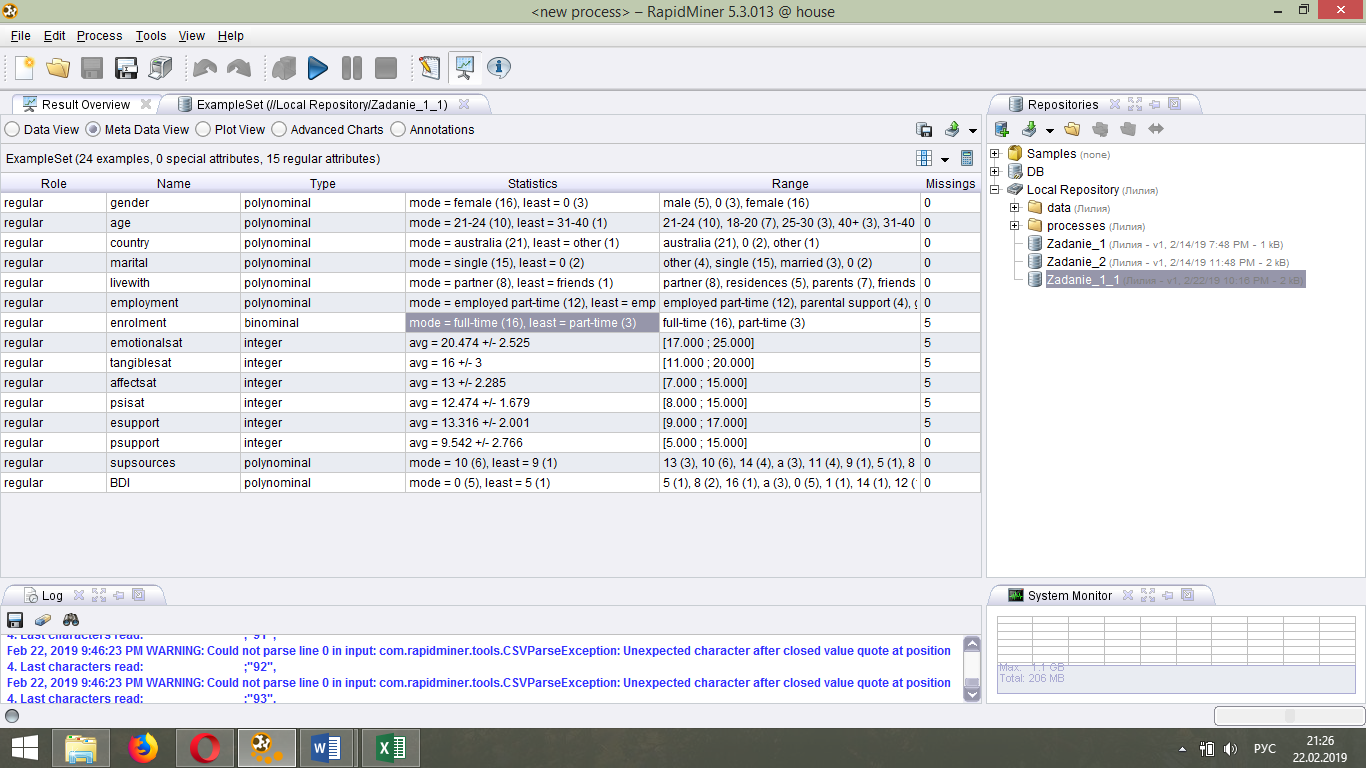 <new process> – RapidMiner 5.3.013 @ house
File Edit Process Tools View Help
Result Overview ExampleSet (//Local Repository/Zadanie_1_1)
Data View Meta Data View Plot View Advanced Charts Annotations
ExampleSet (24 examples, 0 special attributes, 15 regular attributes)
Role Name Type Statistics Range Missings
regular gender polynominal mode = female (16), least = 0 (3) male (5), 0 (3), female (16) 0
regular age polynominal mode = 21-24 (10), least = 31-40 (1) 21-24 (10), 18-20 (7), 25-30 (3), 40+ (3), 31-40 0
regular country polynominal mode = australia (21), least = other (1) australia (21), 0 (2), other (1) 0
regular marital polynominal mode = single (15), least = 0 (2) other (4), single (15), married (3), 0 (2) 0
regular livewith polynominal mode = partner (8), least = friends (1) partner (8), residences (5), parents (7), friends 0
regular employment polynominal mode = employed part-time (12), least = emp employed part-time (12), parental support (4), 0
regular enrolment binominal mode = full-time (16), least = part-time (3) full-time (16), part-time (3) 5
regular emotionalsat integer avg = 20.474 +/- 2.525 [17.000 ; 25.000] 5
regular tangiblesat integer avg = 16 +/- 3 [11.000 ; 20.000] 5
regular affectsat integer avg = 13 +/- 2.285 [7.000 ; 15.000] 5
regular psisat integer avg = 12.474 +/- 1.679 [8.000 ; 15.000] 5
regular esupport integer avg = 13.316 +/- 2.001 [9.000 ; 17.000] 5
regular psupport integer avg = 9.542 +/- 2.766 [5.000 ; 15.000] 0
regular supsources polynominal mode = 10 (6), least = 9 (1) 13 (3), 10 (6), 14 (4), a (3), 11 (4), 9 (1), 5 (1), 8 0
regular BDI polynominal mode = 0 (5), least = 5 (1) 5 (1), 8 (2), 16 (1), a (3), 0 (5), 1 (1), 14 (1), 12 ( 0
Repositories
Samples (none)
DB
Local Repository (Лилия)
data (Лилия)
processes (Лилия)
Zadanie_1 (Лилия – v1, 2/14/19 7:48 PM – 1 kB)
Zadanie_2 (Лилия – v1, 2/14/19 11:48 PM – 2 kB)
Zadanie_1_1 (Лилия – v1, 2/22/19 10:16 PM – 2 kB)
Log
4. Last characters read: ;"91",
Feb 22, 2019 9:46:23 PM WARNING: Could not parse line 0 in input: com.rapidminer.tools.CSVParseException: Unexpected character after closed value quote at position
4. Last characters read: ;"92",
Feb 22, 2019 9:46:23 PM WARNING: Could not parse line 0 in input: com.rapidminer.tools.CSVParseException: Unexpected character after closed value quote at position
4. Last characters read: ;"93",
System Monitor
Max: 1.1 GB
Total: 206 MB
РУС
21:26
22.02.2019